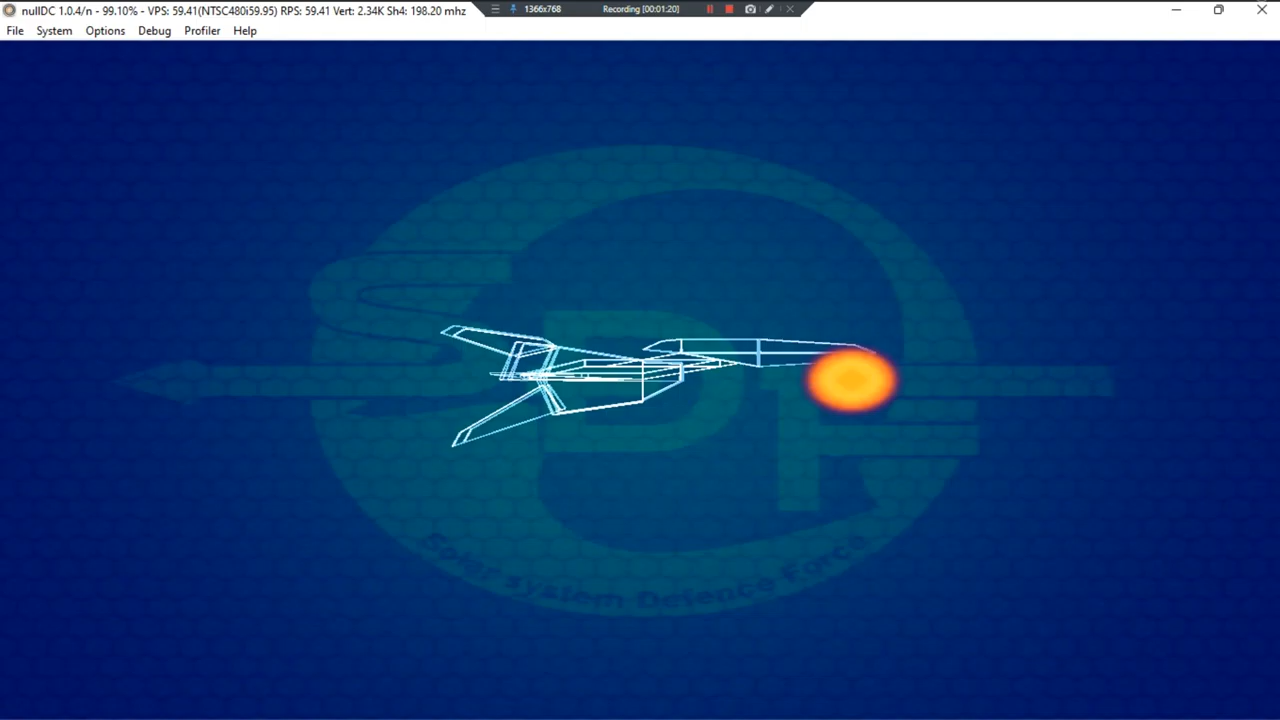 nullDC 1.0.4/n - 99.10% - VPS: 59.41(NTSC480i59.95) RPS: 59.41 Vert: 2.34K Sh4: 198.20 mhz
1366x768
Recording [00:01:20]
File System Options Debug Profiler Help
SDF
Solar system Defence Force